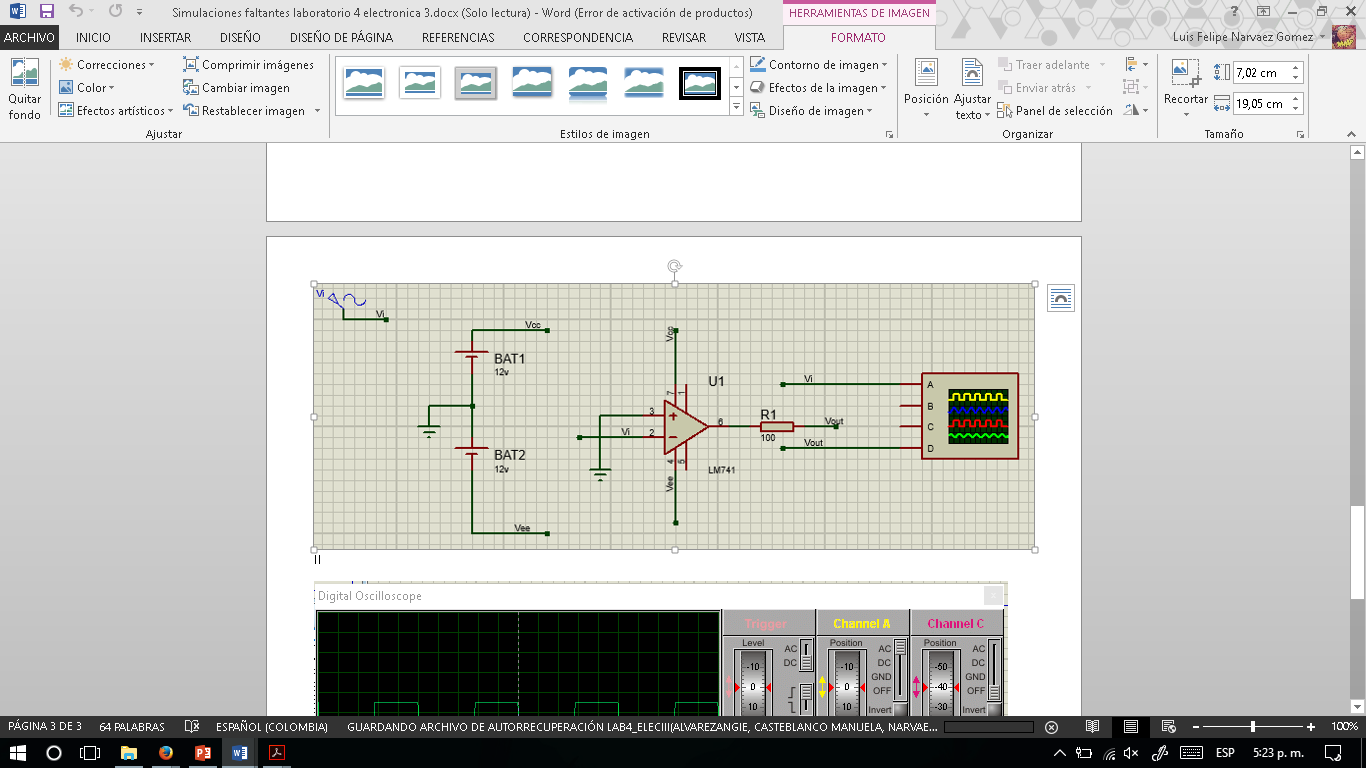 Simulaciones faltantes laboratorio 4 electronica 3.docx (Solo lectura) - Word (Error de activación de productos)
HERRAMIENTAS DE IMAGEN
ARCHIVO INICIO INSERTAR DISEÑO DISEÑO DE PÁGINA REFERENCIAS CORRESPONDENCIA REVISAR VISTA FORMATO
Luis Felipe Narvaez Gomez
Quitar fondo
Correcciones
Color
Efectos artísticos
Comprimir imágenes
Cambiar imagen
Restablecer imagen
Ajustar
Estilos de imagen
Contorno de imagen
Efectos de la imagen
Diseño de imagen
Posición
Ajustar texto
Traer adelante
Enviar atrás
Panel de selección
Organizar
Recortar
7,02 cm
19,05 cm
Tamaño
Vi
Vi
Vcc
BAT1
12v
BAT2
12v
Vee
Vcc
U1
7
1
3
2
6
4
5
Vi
LM741
Vee
R1
100
Vout
Vi
Vout
A
B
C
D
II
Digital Oscilloscope
Trigger
Level
AC
DC
-10
0
10
Channel A
Position
AC
DC
GND
OFF
Invert
-10
0
10
Channel C
Position
AC
DC
GND
OFF
Invert
-50
-40
-30
PÁGINA 3 DE 3 64 PALABRAS ESPAÑOL (COLOMBIA) GUARDANDO ARCHIVO DE AUTORRECUPERACIÓN LAB4_ELECIII(ALVAREZANGIE, CASTEBLANCO MANUELA, NARVAE... 100%
ESP 5:23 p. m.